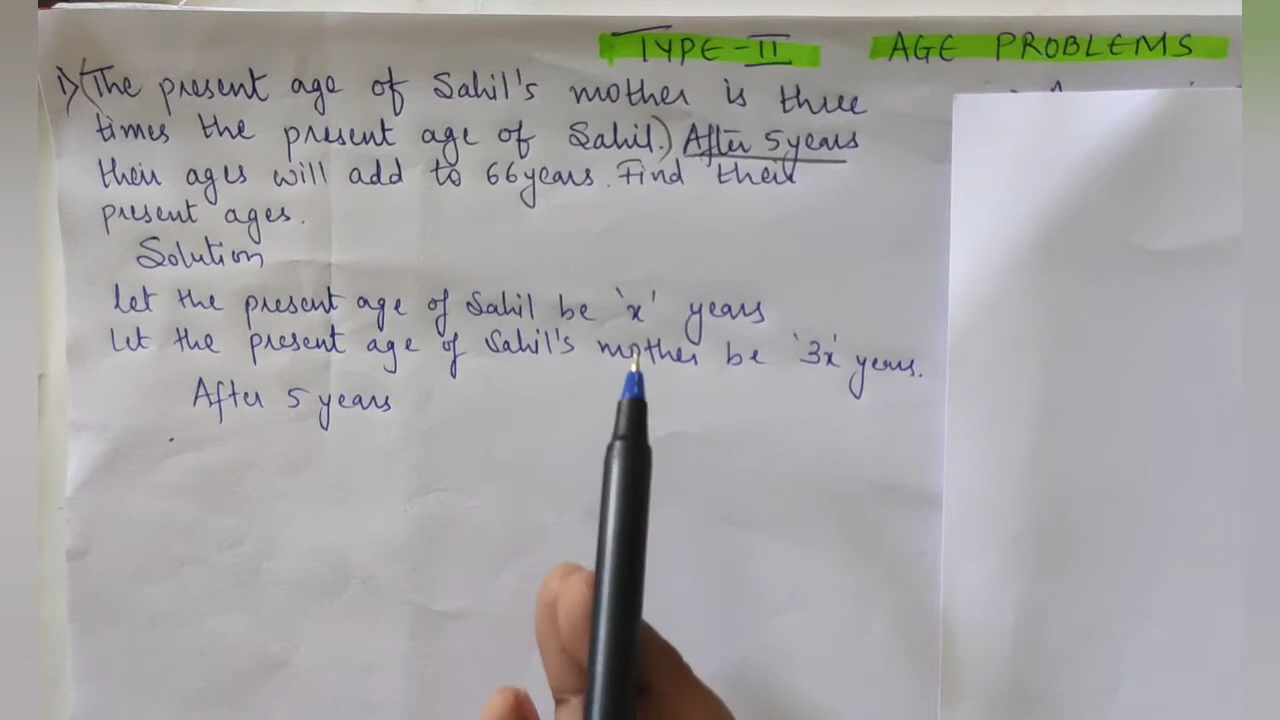 TYPE-II AGE PROBLEMS
1) (The present age of Sahil's mother is three
times the present age of Sahil.) After 5 years
their ages will add to 66 years. Find their
present ages.
Solution
Let the present age of Sahil be 'x' years
Let the present age of Sahil's mother be '3x' years.
After 5 years